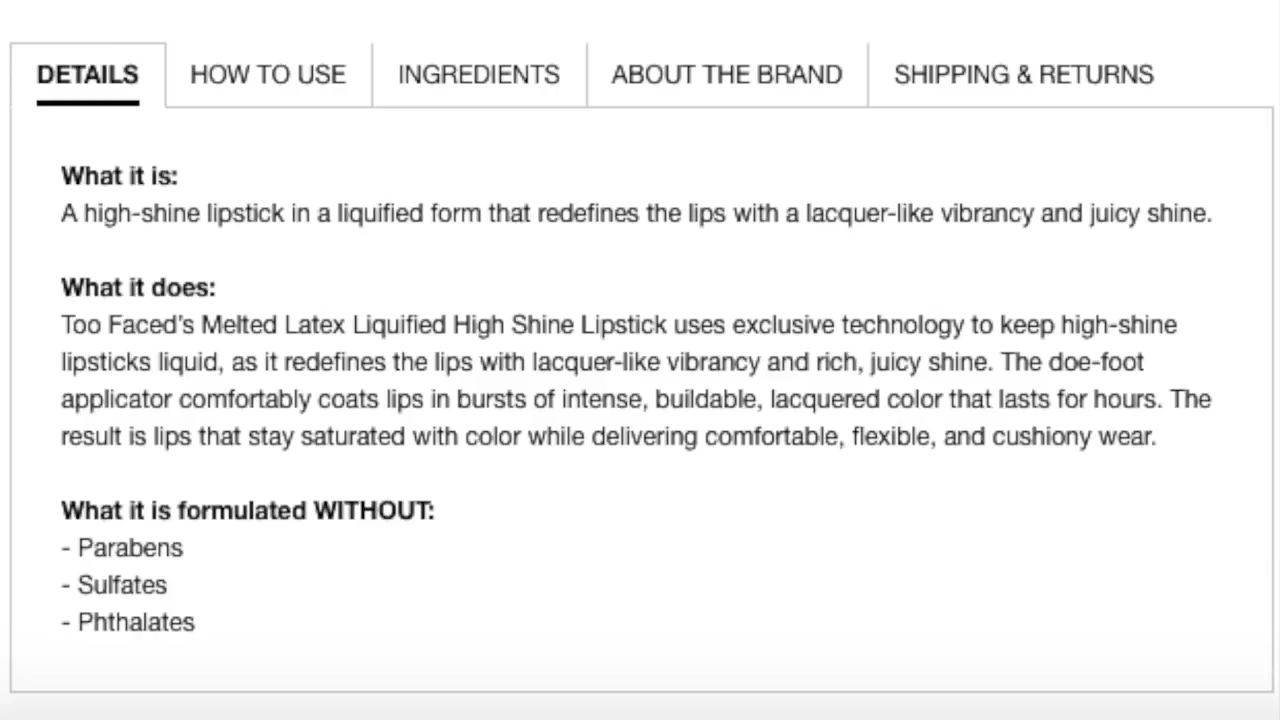 DETAILS
HOW TO USE
INGREDIENTS
ABOUT THE BRAND
SHIPPING & RETURNS
What it is:
A high-shine lipstick in a liquified form that redefines the lips with a lacquer-like vibrancy and juicy shine.
What it does:
Too Faced's Melted Latex Liquified High Shine Lipstick uses exclusive technology to keep high-shine
lipsticks liquid, as it redefines the lips with lacquer-like vibrancy and rich, juicy shine. The doe-foot
applicator comfortably coats lips in bursts of intense, buildable, lacquered color that lasts for hours. The
result is lips that stay saturated with color while delivering comfortable, flexible, and cushiony wear.
What it is formulated WITHOUT:
- Parabens
- Sulfates
- Phthalates